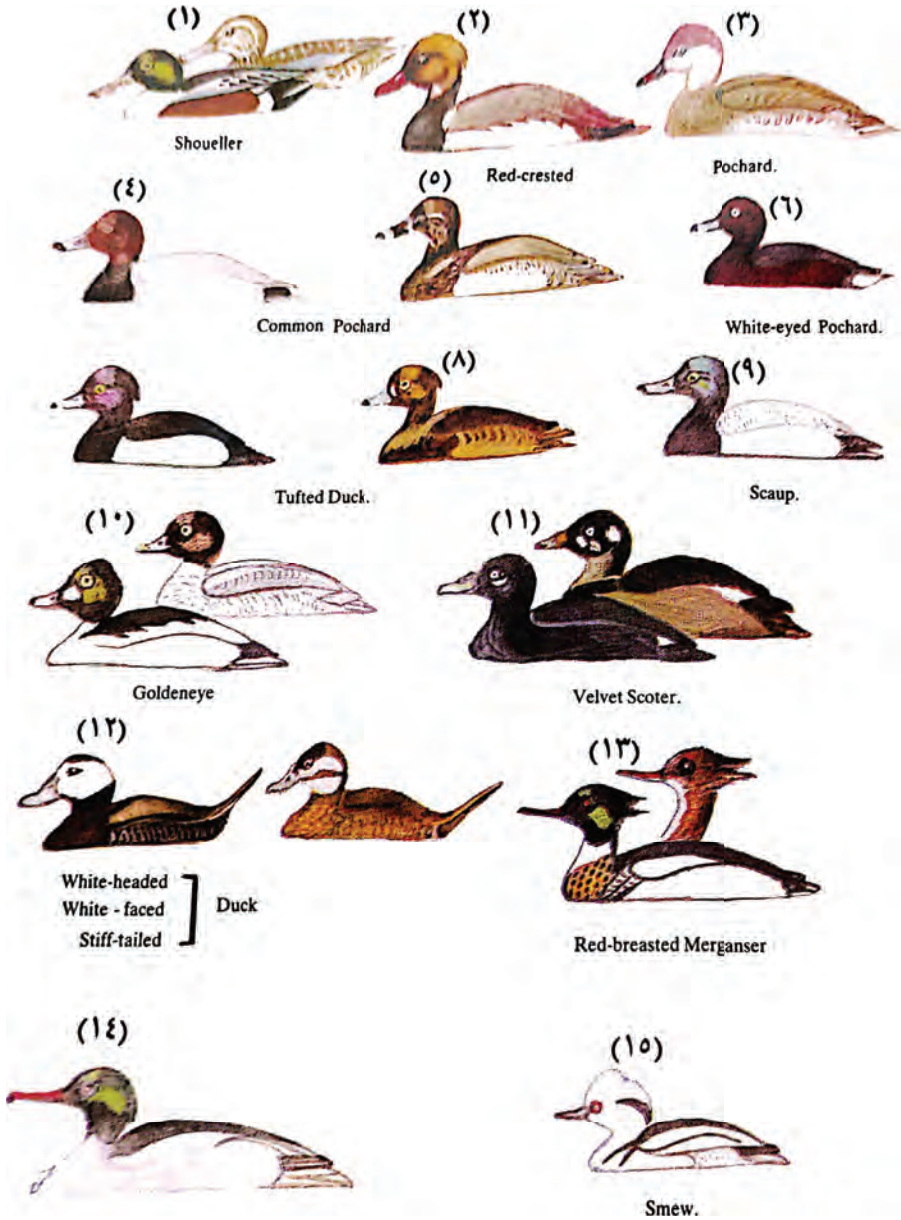 (١)
(٢)
(٣)
Shoueller
Red-crested
Pochard.
(٤)
(٥)
(٦)
Common Pochard
White-eyed Pochard.
(٨)
(٩)
Tufted Duck.
Scaup.
(١٠)
(١١)
Goldeneye
Velvet Scoter.
(١٢)
(١٣)
White-headed
White - faced
Stiff-tailed
Duck
Red-breasted Merganser
(١٤)
(١٥)
Smew.